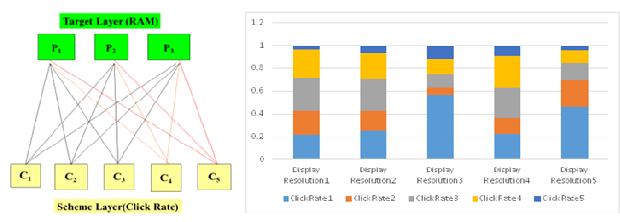 Target Layer (RAM)
P1 P2 P3
C1 C2 C3 C4 C5
Scheme Layer(Click Rate)
1.2
1
0.8
0.6
0.4
0.2
0
Display Resolution1
Display Resolution2
Display Resolution3
Display Resolution4
Display Resolution5
ClickRate1 ClickRate2 ClickRate3 ClickRate4 ClickRate5